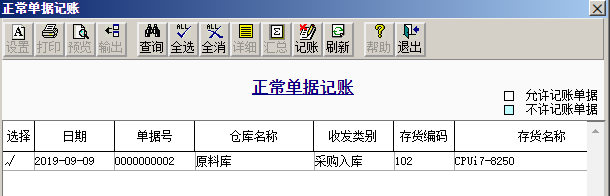 正常单据记账
设置 打印 预览 输出 ALL 查询 全选 ALL 全消 详细 汇总 记账 刷新 帮助 退出
正常单据记账
允许记账单据
不许记账单据
选择 日期 单据号 仓库名称 收发类别 存货编码 存货名称
√ 2019-09-09 0000000002 原料库 采购入库 102 CPUi7-8250